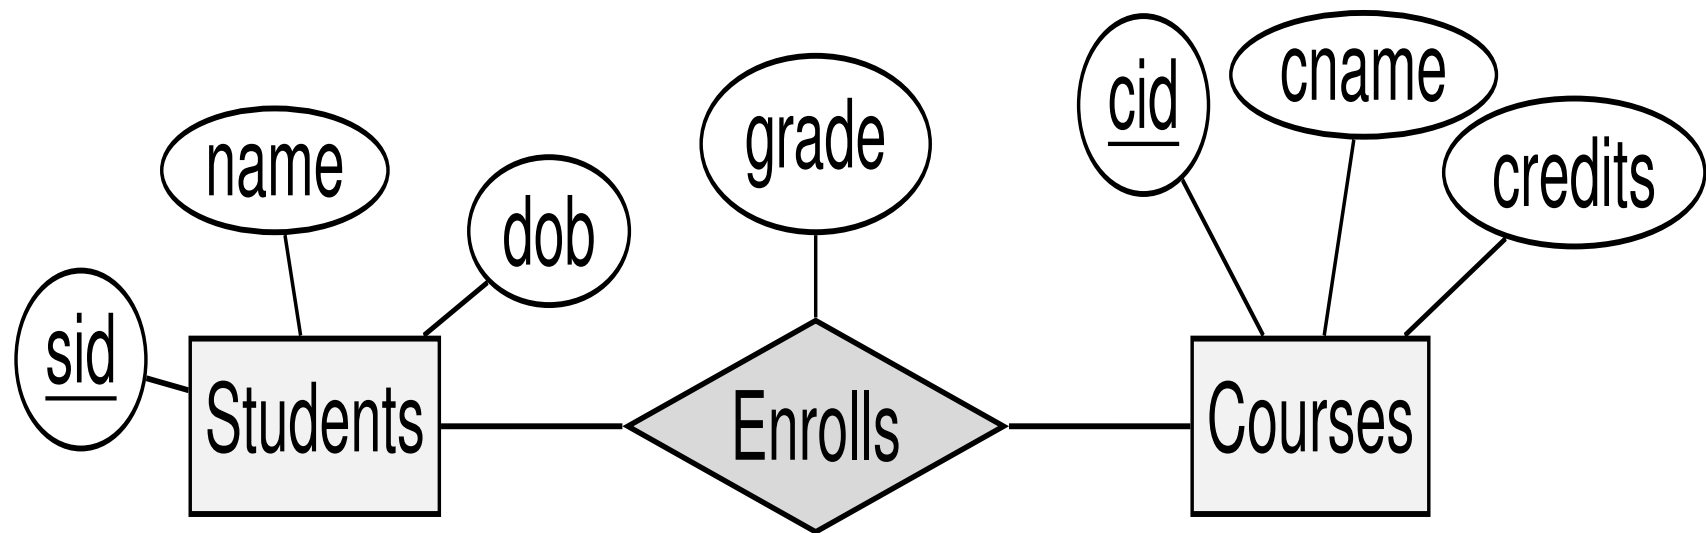 name
dob
sid
Students
grade
Enrolls
cid
cname
credits
Courses